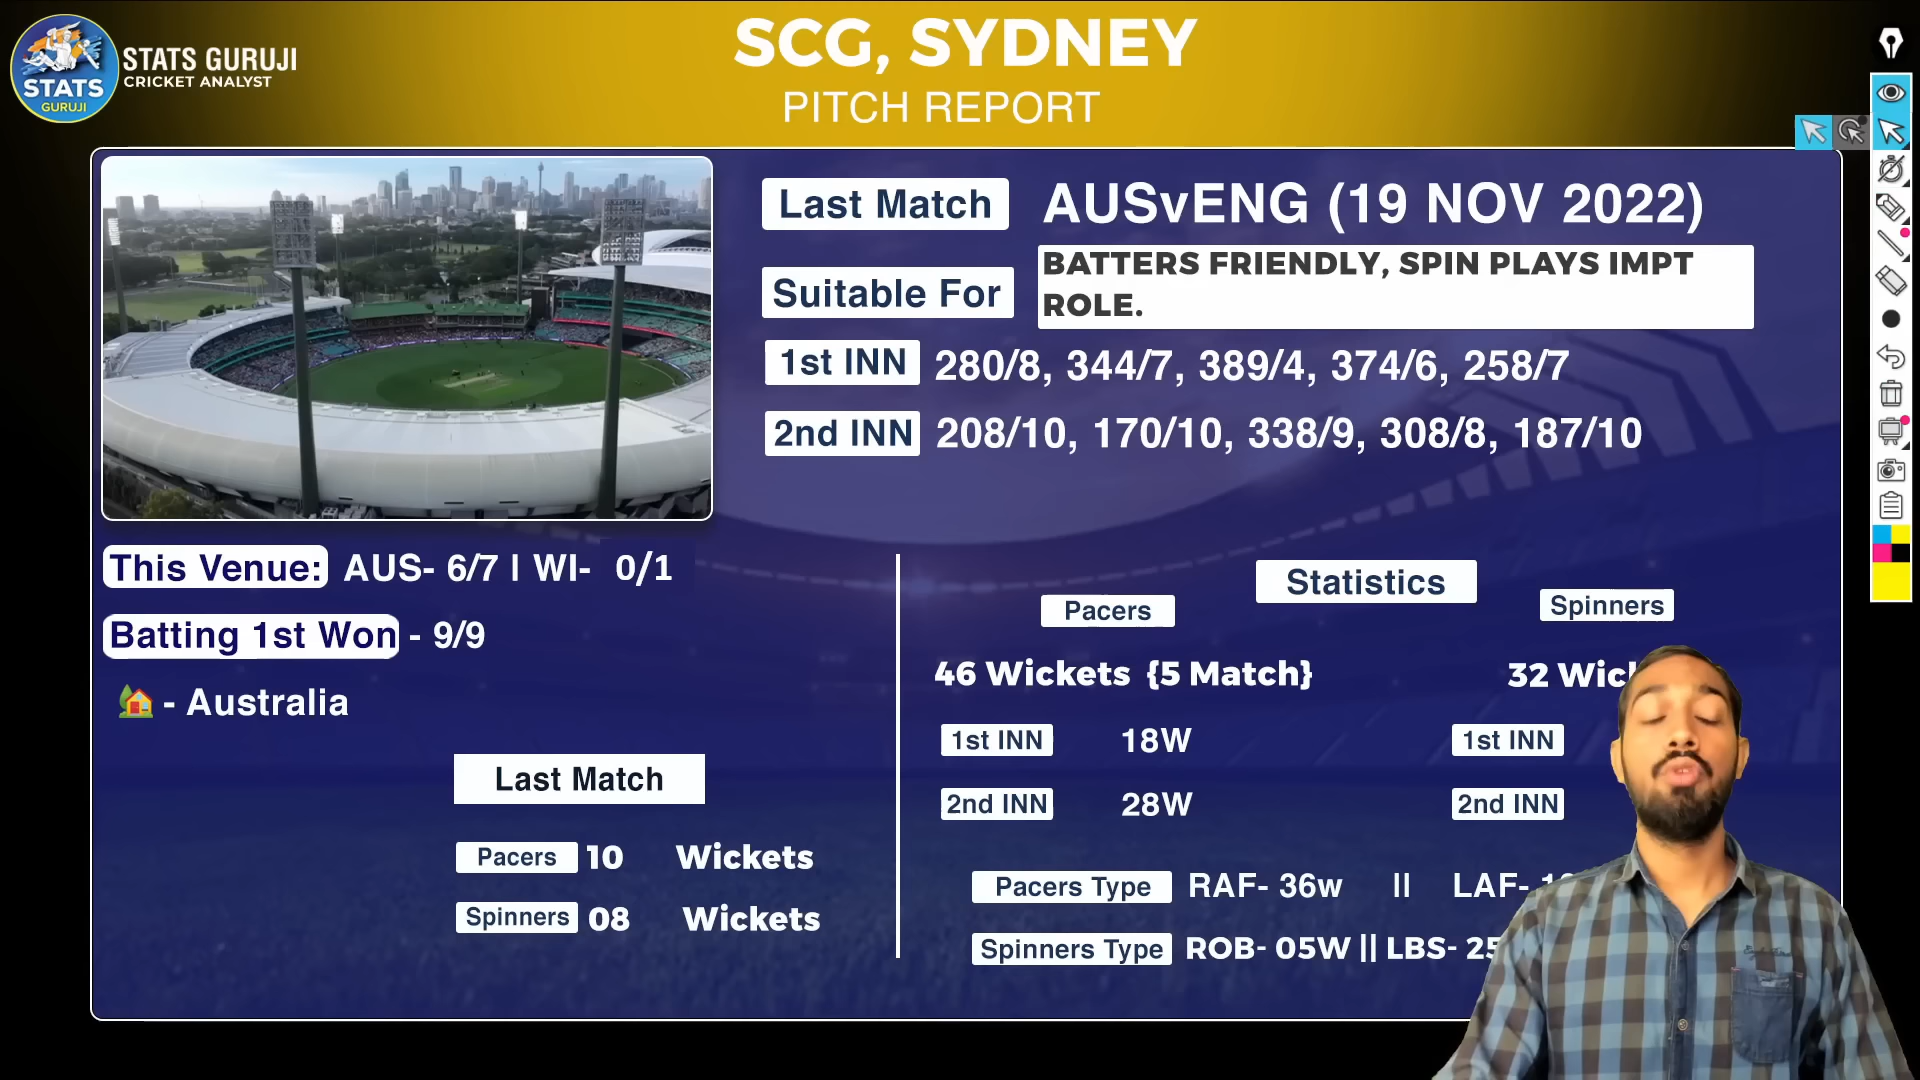 STATS
GURUJI
STATS GURUJI
CRICKET ANALYST
SCG, SYDNEY
PITCH REPORT
Last Match AUSvENG (19 NOV 2022)
Suitable For BATTERS FRIENDLY, SPIN PLAYS IMPT
ROLE.
1st INN 280/8, 344/7, 389/4, 374/6, 258/7
2nd INN 208/10, 170/10, 338/9, 308/8, 187/10
This Venue: AUS- 6/7 | WI- 0/1
Batting 1st Won - 9/9
- Australia
Last Match
Pacers 10 Wickets
Spinners 08 Wickets
Statistics
Pacers Spinners
46 Wickets {5 Match} 32
1st INN 18W 1st INN
2nd INN 28W 2nd INN
Pacers Type RAF- 36w || LAF-
Spinners Type ROB- 05W || LBS- 25